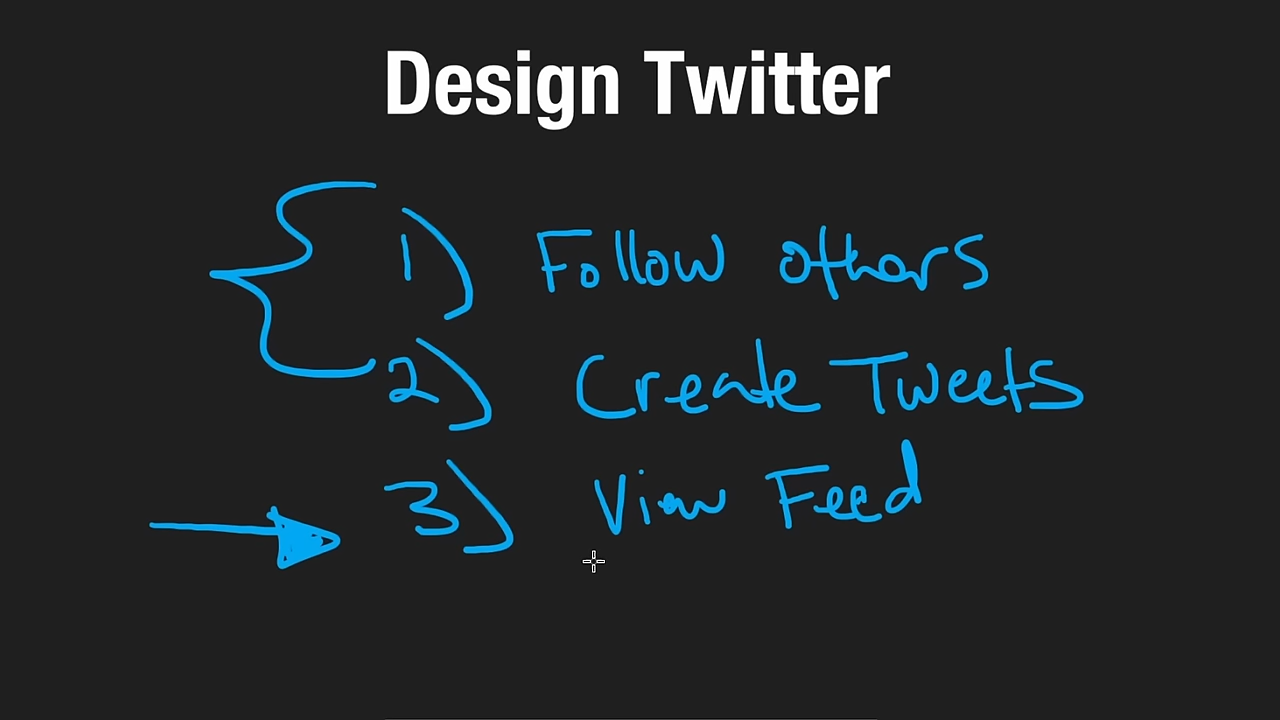 Design Twitter
1) Follow others
2) Create Tweets
3) View Feed